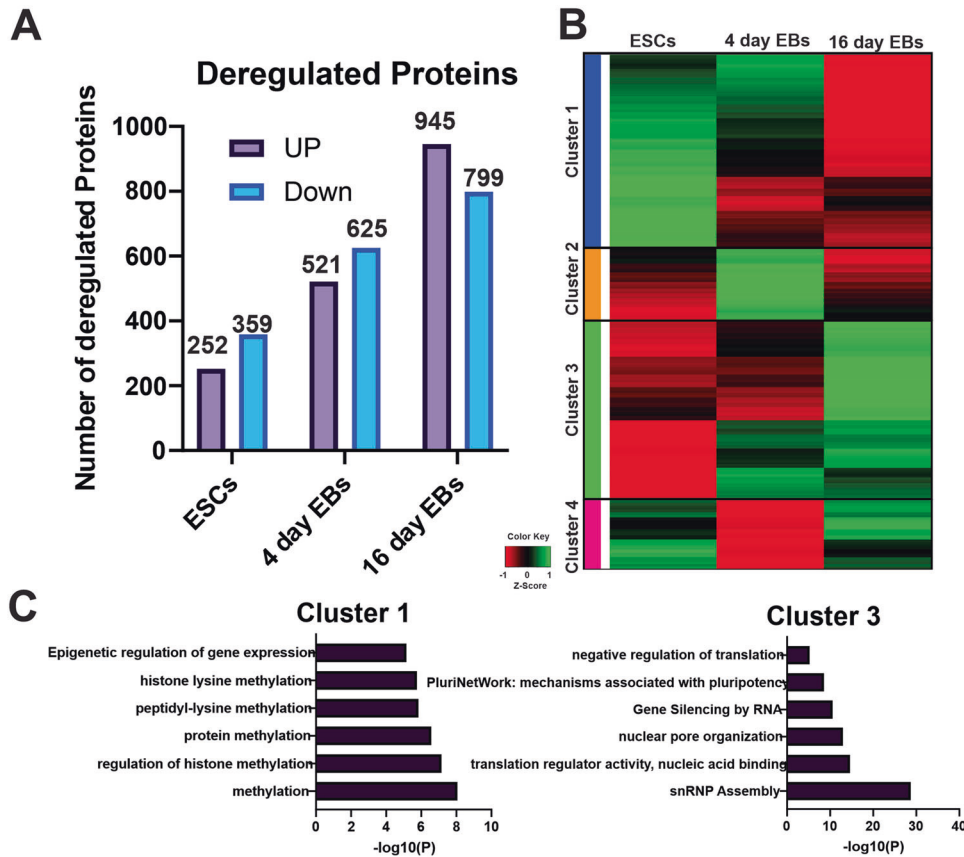 A
Deregulated Proteins
Number of deregulated Proteins
1000
800
600
400
200
0
UP
Down
252
359
521
625
945
799
ESCs
4 day EBs
16 day EBs
B
ESCs
4 day EBs
16 day EBs
Cluster 1
Cluster 2
Cluster 3
Cluster 4
Color Key
-1 0 1
Z-Score
C
Cluster 1
Epigenetic regulation of gene expression
histone lysine methylation
peptidyl-lysine methylation
protein methylation
regulation of histone methylation
methylation
0 2 4 6 8 10
-log10(P)
Cluster 3
negative regulation of translation
PluriNetWork: mechanisms associated with pluripotency
Gene Silencing by RNA
nuclear pore organization
translation regulator activity, nucleic acid binding
snRNP Assembly
0 10 20 30 40
-log10(P)